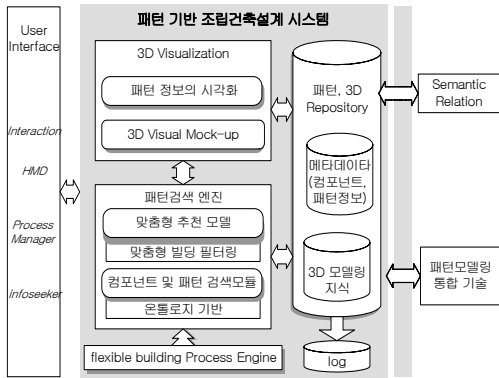 패턴 기반 조립건축설계 시스템
User
Interface
Interaction
HMD
Process
Manager
infoseeker
3D Visualization
패턴 정보의 시각화
3D Visual Mock-up
패턴검색 엔진
맞춤형 추천 모델
맞춤형 빌딩 필터링
컴포넌트 및 패턴 검색모듈
온톨로지 기반
flexible building Process Engine
패턴, 3D
Repository
메타데이타
(컴포넌트,
패턴정보)
3D 모델링
지식
log
Semantic
Relation
패턴모델링
통합 기술